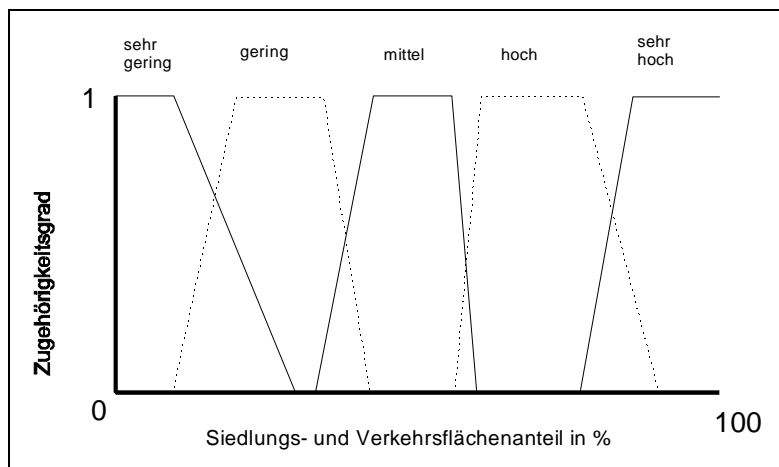 sehr
gering
gering
mittel
hoch
sehr
hoch
1
Zugehörigkeitsgrad
0
100
Siedlungs- und Verkehrsflächenanteil in %